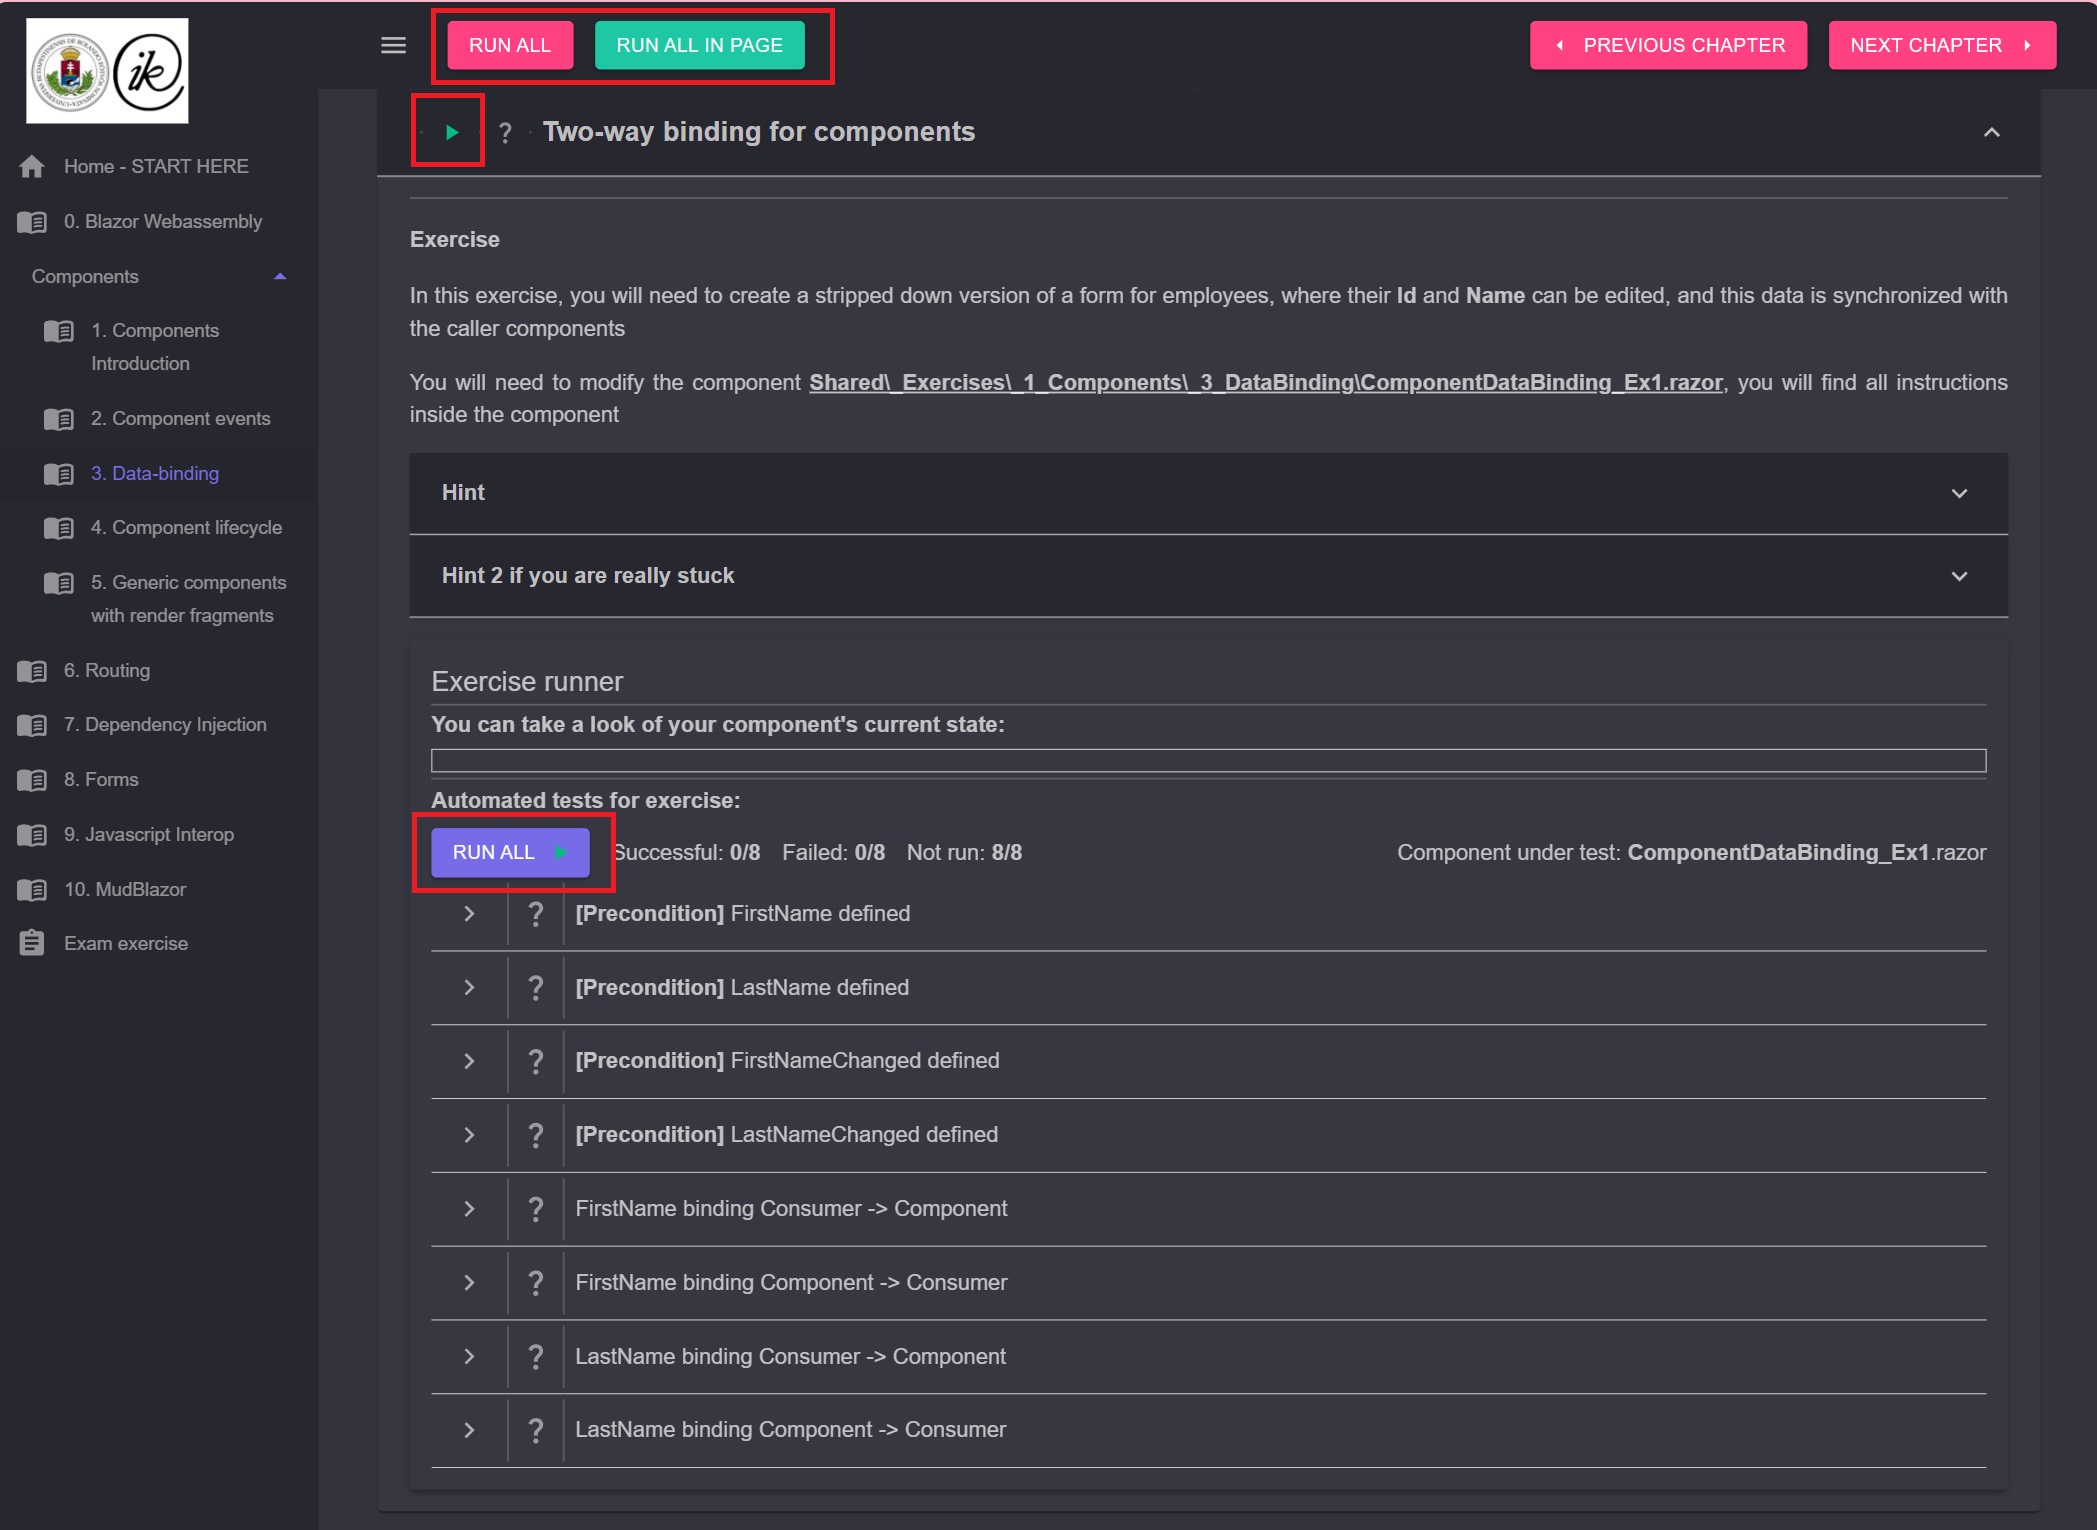 RUN ALL
RUN ALL IN PAGE
PREVIOUS CHAPTER
NEXT CHAPTER
ik
Home - START HERE
0. Blazor Webassembly
Components
1. Components
Introduction
2. Component events
3. Data-binding
4. Component lifecycle
5. Generic components
with render fragments
6. Routing
7. Dependency Injection
8. Forms
9. Javascript Interop
10. MudBlazor
Exam exercise
? Two-way binding for components
Exercise
In this exercise, you will need to create a stripped down version of a form for employees, where their Id and Name can be edited, and this data is synchronized with
the caller components
You will need to modify the component Shared\_Exercises\_1_Components\_3_DataBinding\ComponentDataBinding_Ex1.razor, you will find all instructions
inside the component
Hint
Hint 2 if you are really stuck
Exercise runner
You can take a look of your component's current state:
Automated tests for exercise:
RUN ALL Successful: 0/8 Failed: 0/8 Not run: 8/8 Component under test: ComponentDataBinding_Ex1.razor
? [Precondition] FirstName defined
? [Precondition] LastName defined
? [Precondition] FirstNameChanged defined
? [Precondition] LastNameChanged defined
? FirstName binding Consumer -> Component
? FirstName binding Component -> Consumer
? LastName binding Consumer -> Component
? LastName binding Component -> Consumer